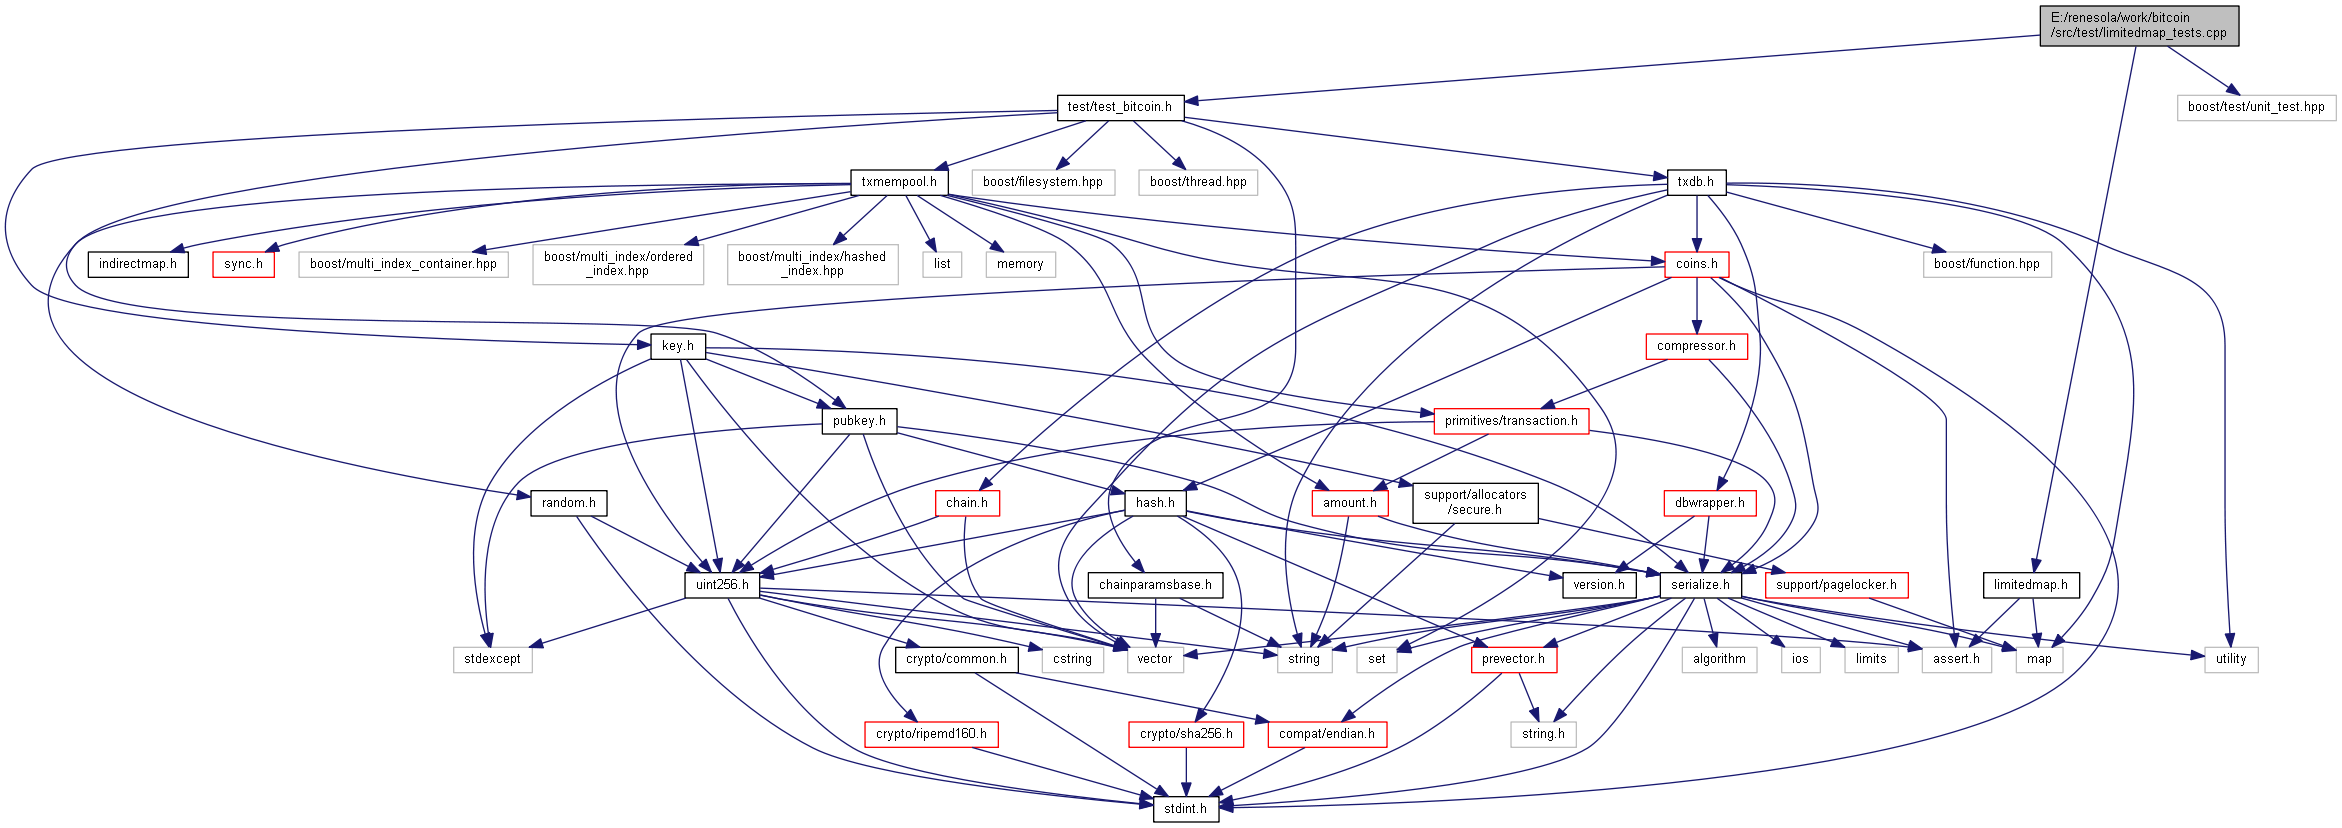 E:/renesola/work/bitcoin
/src/test/limitedmap_tests.cpp
test/test_bitcoin.h
boost/test/unit_test.hpp
txmempool.h
boost/filesystem.hpp
boost/thread.hpp
txdb.h
indirectmap.h
sync.h
boost/multi_index_container.hpp
boost/multi_index/ordered
_index.hpp
boost/multi_index/hashed
_index.hpp
list
memory
coins.h
boost/function.hpp
key.h
compressor.h
pubkey.h
primitives/transaction.h
random.h
chain.h
hash.h
amount.h
support/allocators
/secure.h
dbwrapper.h
uint256.h
chainparamsbase.h
version.h
serialize.h
support/pagelocker.h
limitedmap.h
stdexcept
crypto/common.h
cstring
vector
string
set
prevector.h
algorithm
ios
limits
assert.h
map
utility
crypto/ripemd160.h
crypto/sha256.h
compat/endian.h
string.h
stdint.h